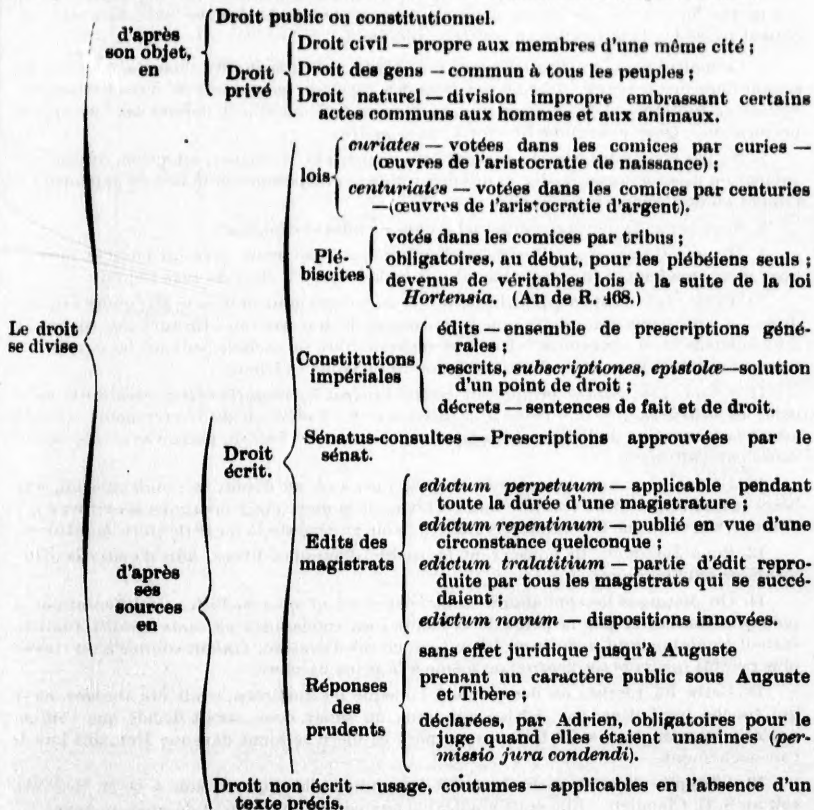 Le droit
se divise
d'après
son objet,
en
Droit public ou constitutionnel.
Droit
privé
Droit civil — propre aux membres d'une même cité ;
Droit des gens — commun à tous les peuples ;
Droit naturel — division impropre embrassant certains
actes communs aux hommes et aux animaux.
d'après
ses
sources
en
Droit
écrit.
lois
curiates — votées dans les comices par curies —
(œuvres de l'aristocratie de naissance) ;
centuriates — votées dans les comices par centuries
—(œuvres de l'aristocratie d'argent).
Plé-
biscites
votés dans les comices par tribus ;
obligatoires, au début, pour les plébéiens seuls ;
devenus de véritables lois à la suite de la loi
Hortensia. (An de R. 468.)
Constitutions
impériales
édits — ensemble de prescriptions géné-
rales ;
rescrits, subscriptiones, epistolæ—solution
d'un point de droit ;
décrets — sentences de fait et de droit.
Sénatus-consultes — Prescriptions approuvées par le
sénat.
Edits des
magistrats
edictum perpetuum — applicable pendant
toute la durée d'une magistrature ;
edictum repentinum — publié en vue d'une
circonstance quelconque ;
edictum tralatitium — partie d'édit repro-
duite par tous les magistrats qui se succé-
daient ;
edictum novum — dispositions innovées.
Réponses
des
prudents
sans effet juridique jusqu'à Auguste
prenant un caractère public sous Auguste
et Tibère ;
déclarées, par Adrien, obligatoires pour le
juge quand elles étaient unanimes (per-
missio jura condendi).
Droit non écrit — usage, coutumes — applicables en l'absence d'un
texte précis.